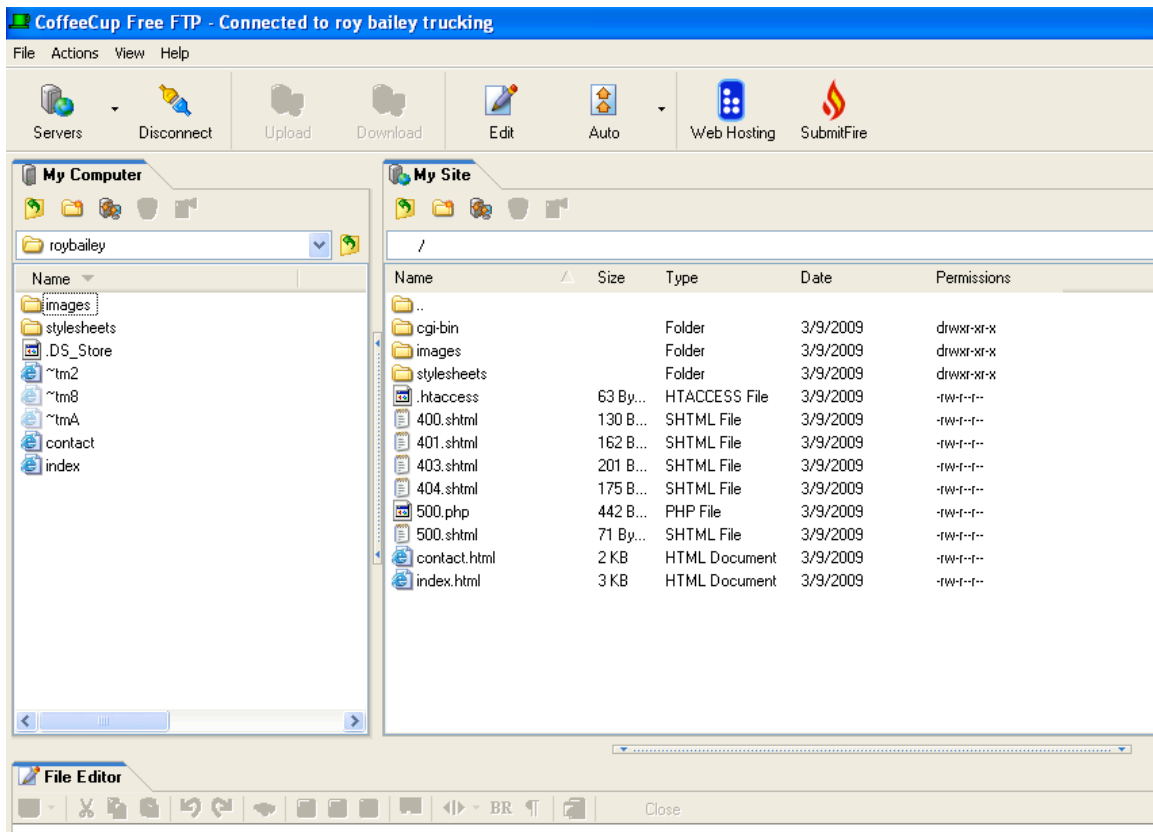 CoffeeCup Free FTP - Connected to roy bailey trucking
File Actions View Help
Servers Disconnect Upload Download Edit Auto Web Hosting SubmitFire
My Computer
roybailey
Name
images
stylesheets
.DS_Store
~tm2
~tm8
~tmA
contact
index
My Site
/
Name Size Type Date Permissions
..
cgi-bin Folder 3/9/2009 drwxr-xr-x
images Folder 3/9/2009 drwxr-xr-x
stylesheets Folder 3/9/2009 drwxr-xr-x
.htaccess 63 By... HTACCESS File 3/9/2009 -rw-r--r--
400.shtml 130 B... SHTML File 3/9/2009 -rw-r--r--
401.shtml 162 B... SHTML File 3/9/2009 -rw-r--r--
403.shtml 201 B... SHTML File 3/9/2009 -rw-r--r--
404.shtml 175 B... SHTML File 3/9/2009 -rw-r--r--
500.php 442 B... PHP File 3/9/2009 -rw-r--r--
500.shtml 71 By... SHTML File 3/9/2009 -rw-r--r--
contact.html 2 KB HTML Document 3/9/2009 -rw-r--r--
index.html 3 KB HTML Document 3/9/2009 -rw-r--r--
File Editor
BR ¶ Close